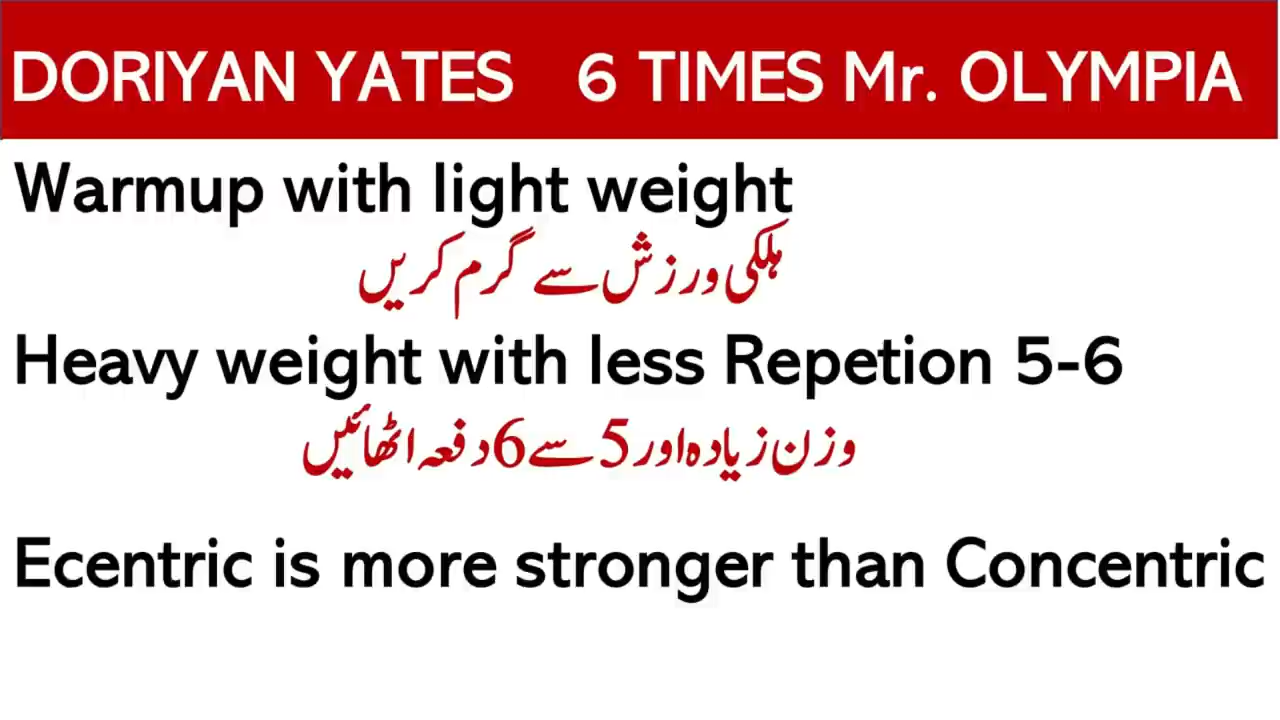 DORIYAN YATES 6 TIMES Mr. OLYMPIA
Warmup with light weight
ہلکی ورزش سے گرم کریں
Heavy weight with less Repetion 5-6
وزن زیادہ اور 5 سے 6 دفعہ اٹھائیں
Ecentric is more stronger than Concentric